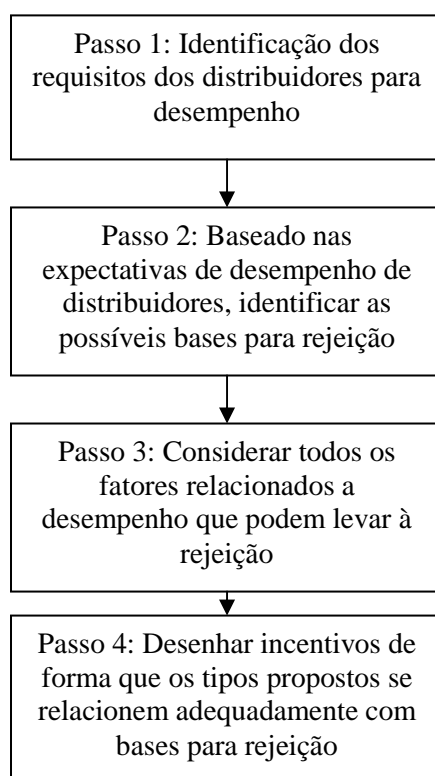 Passo 1: Identificação dos
requisitos dos distribuidores para
desempenho
Passo 2: Baseado nas
expectativas de desempenho de
distribuidores, identificar as
possíveis bases para rejeição
Passo 3: Considerar todos os
fatores relacionados a
desempenho que podem levar à
rejeição
Passo 4: Desenhar incentivos de
forma que os tipos propostos se
relacionem adequadamente com
bases para rejeição